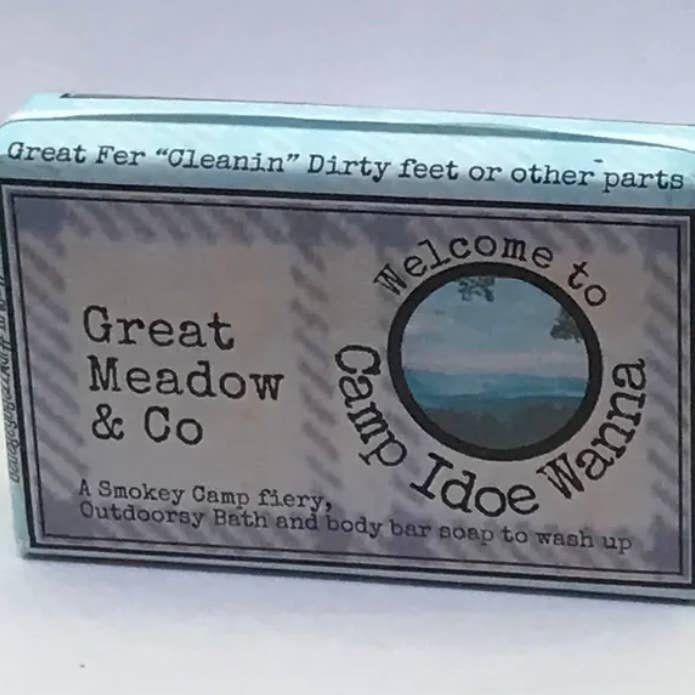 Great Fer “Cleanin” Dirty feet or other parts
Welcome to
Camp Idoe Wanna
Great
Meadow
& Co
A Smokey Camp fiery,
Outdoorsy Bath and body bar soap to wash up